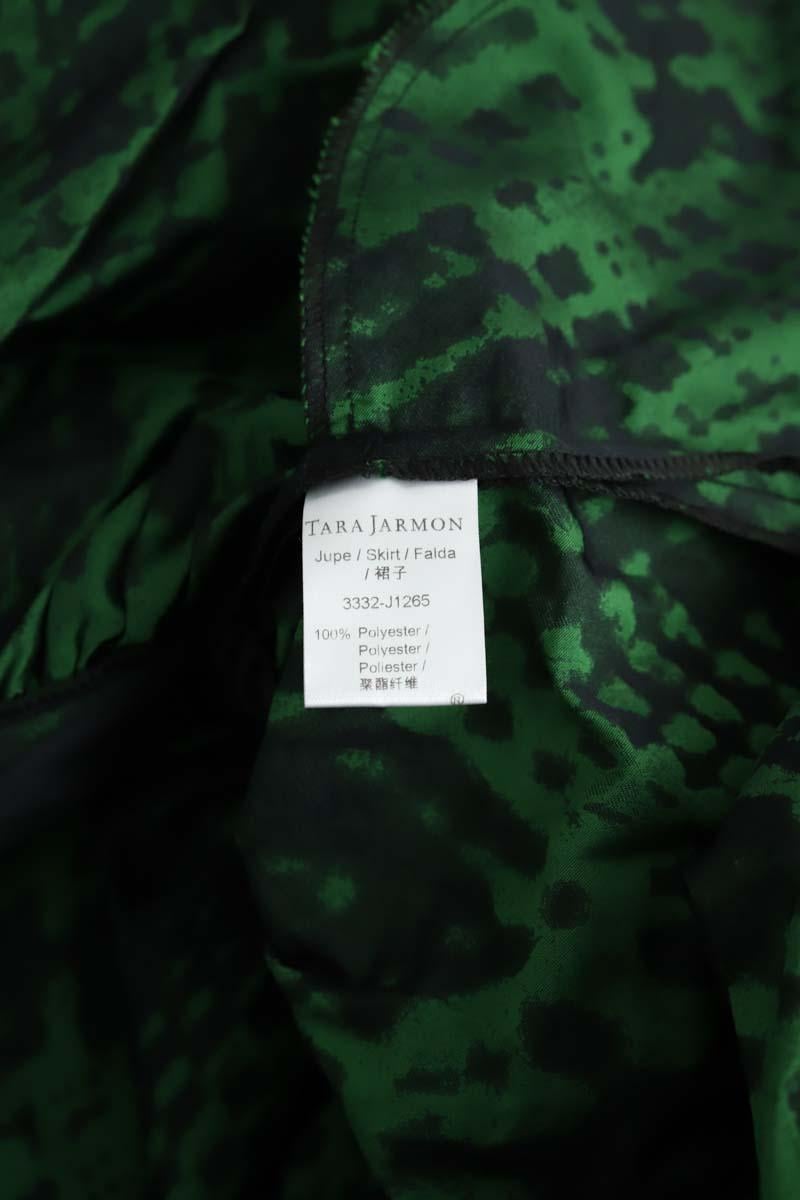 TARA JARMON
Jupe / Skirt / Falda
/ 裙子
3332-J1265
100% Polyester /
Polyester /
Poliester /
聚酯纤维
®